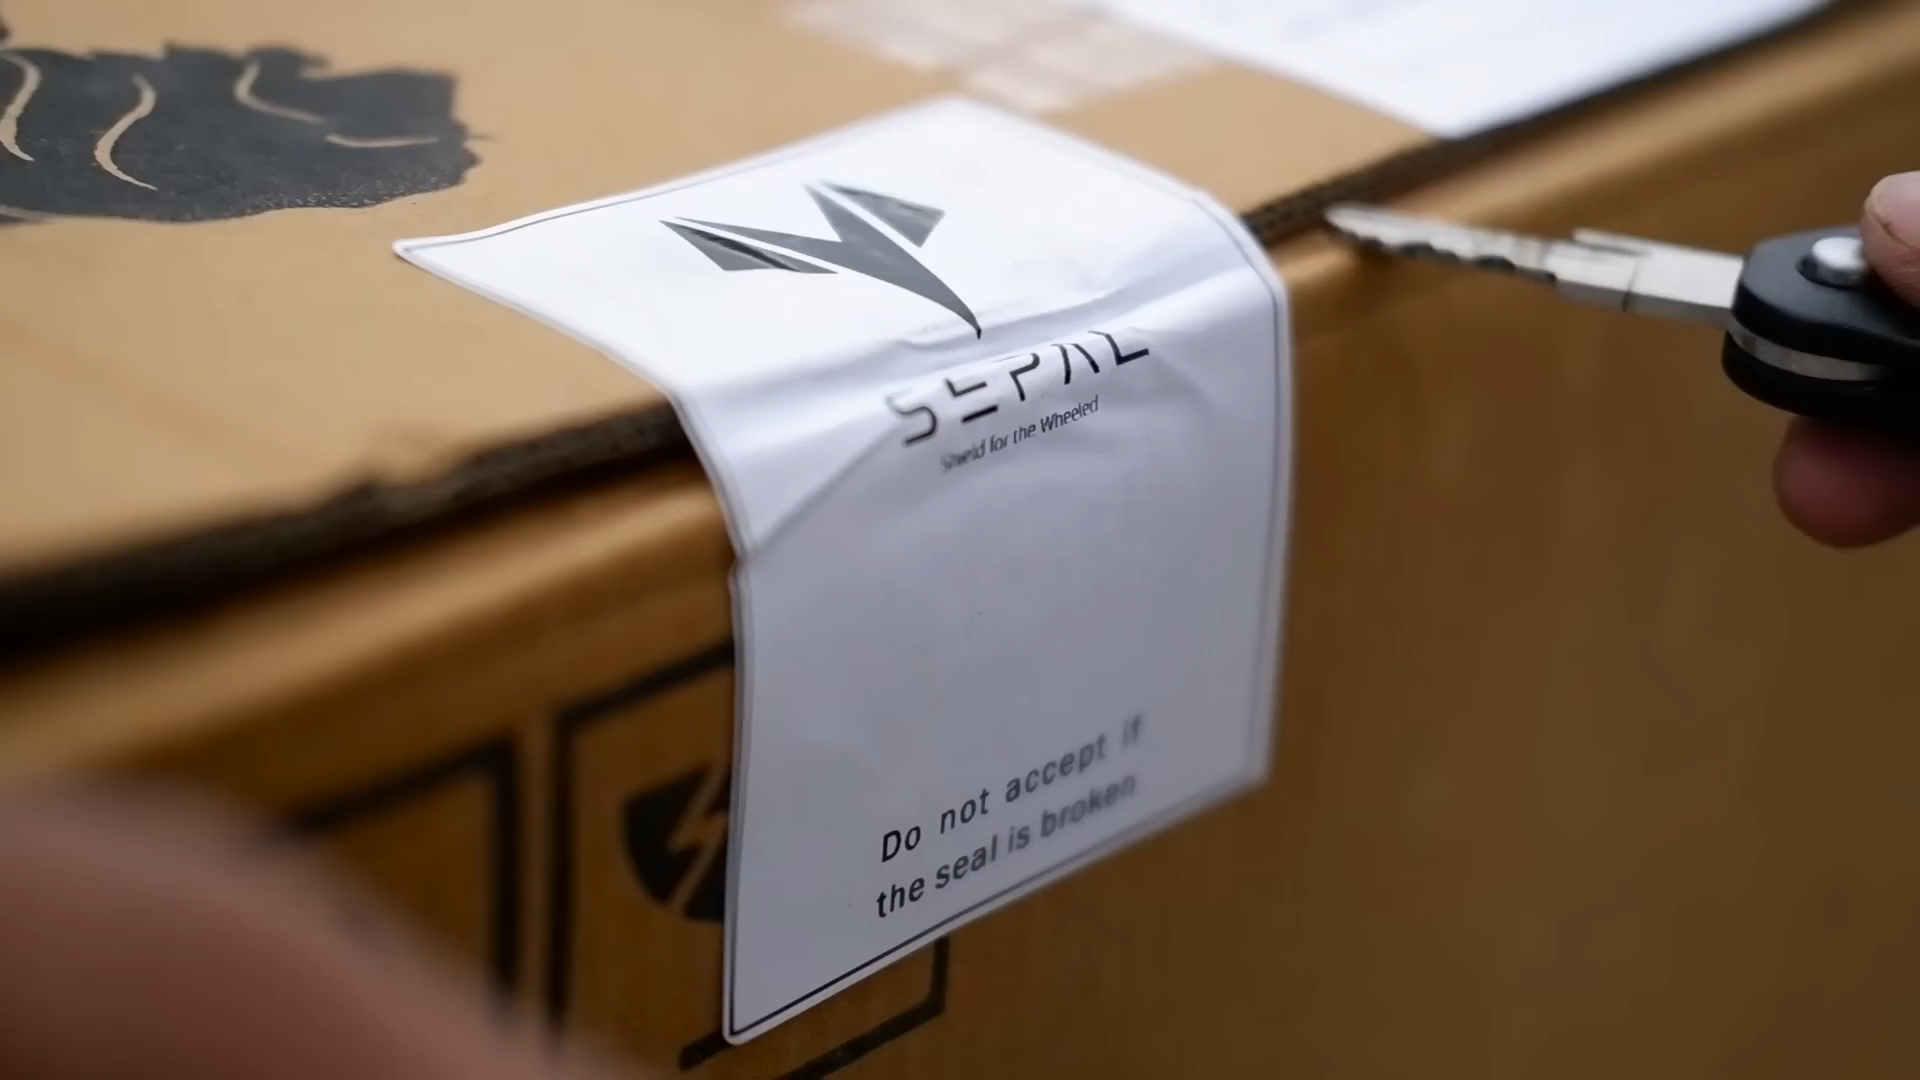 SEPAL
Shield for the Wheeled
Do not accept if
the seal is broken